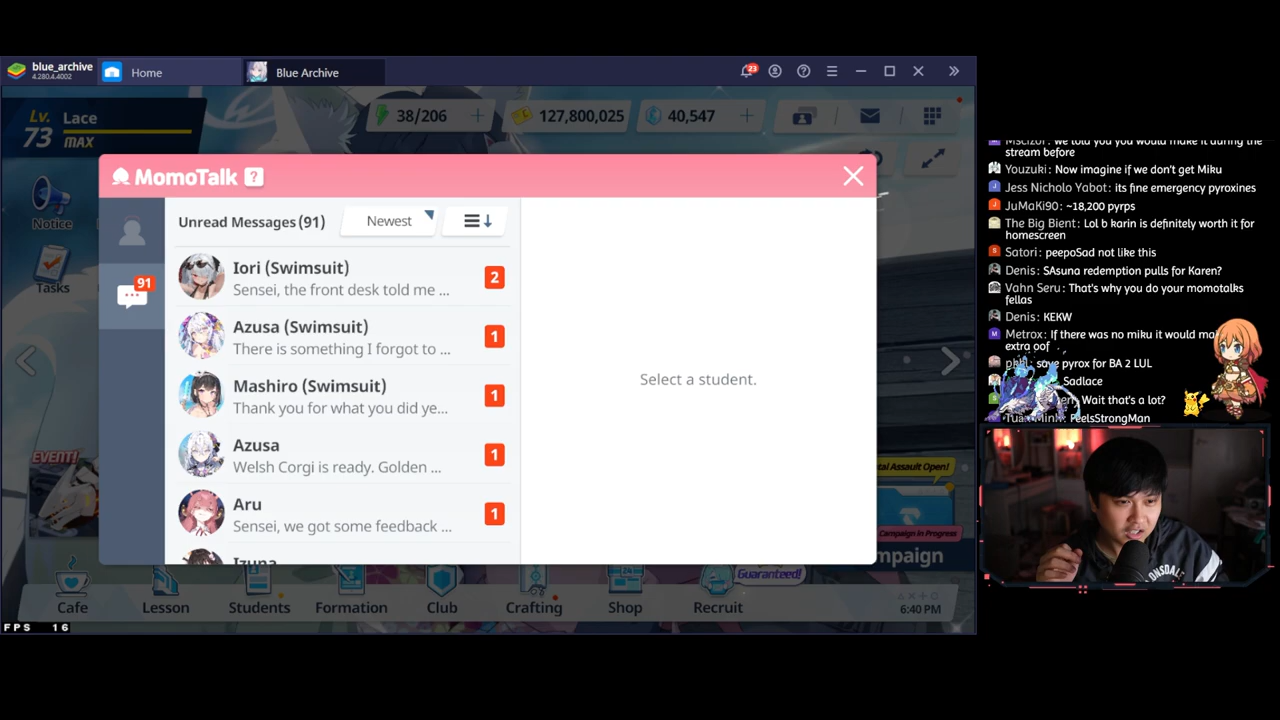 blue_archive
4.280.4.4002
Home
Blue Archive
23
Lv.
73
Lace
MAX
38/206
127,800,025
40,547
Notice
Tasks
EVENT!
MomoTalk ?
Unread Messages (91)
Newest
91
Iori (Swimsuit)
Sensei, the front desk told me ...
2
Azusa (Swimsuit)
There is something I forgot to ...
1
Mashiro (Swimsuit)
Thank you for what you did ye...
1
Azusa
Welsh Corgi is ready. Golden ...
1
Aru
Sensei, we got some feedback ...
1
Izuna
Select a student.
tal Assault Open!
Campaign In Progress
mpaign
Guaranteed!
Cafe
Lesson
Students
Formation
Club
Crafting
Shop
Recruit
6:40 PM
FPS 16
we told you you would make it during the
stream before
Youzuki: Now imagine if we don't get Miku
Jess Nicholo Yabot: its fine emergency pyroxines
JuMaKi90: ~18,200 pyrps
The Big Bient: Lol b karin is definitely worth it for
homescreen
Satori: peepoSad not like this
Denis: SAsuna redemption pulls for Karen?
Vahn Seru: That's why you do your momotalks
fellas
Denis: KEKW
Metrox: If there was no miku it would ma
extra oof
save pyrox for BA 2 LUL
Sadlace
Wait that's a lot?
FeelsStrongMan